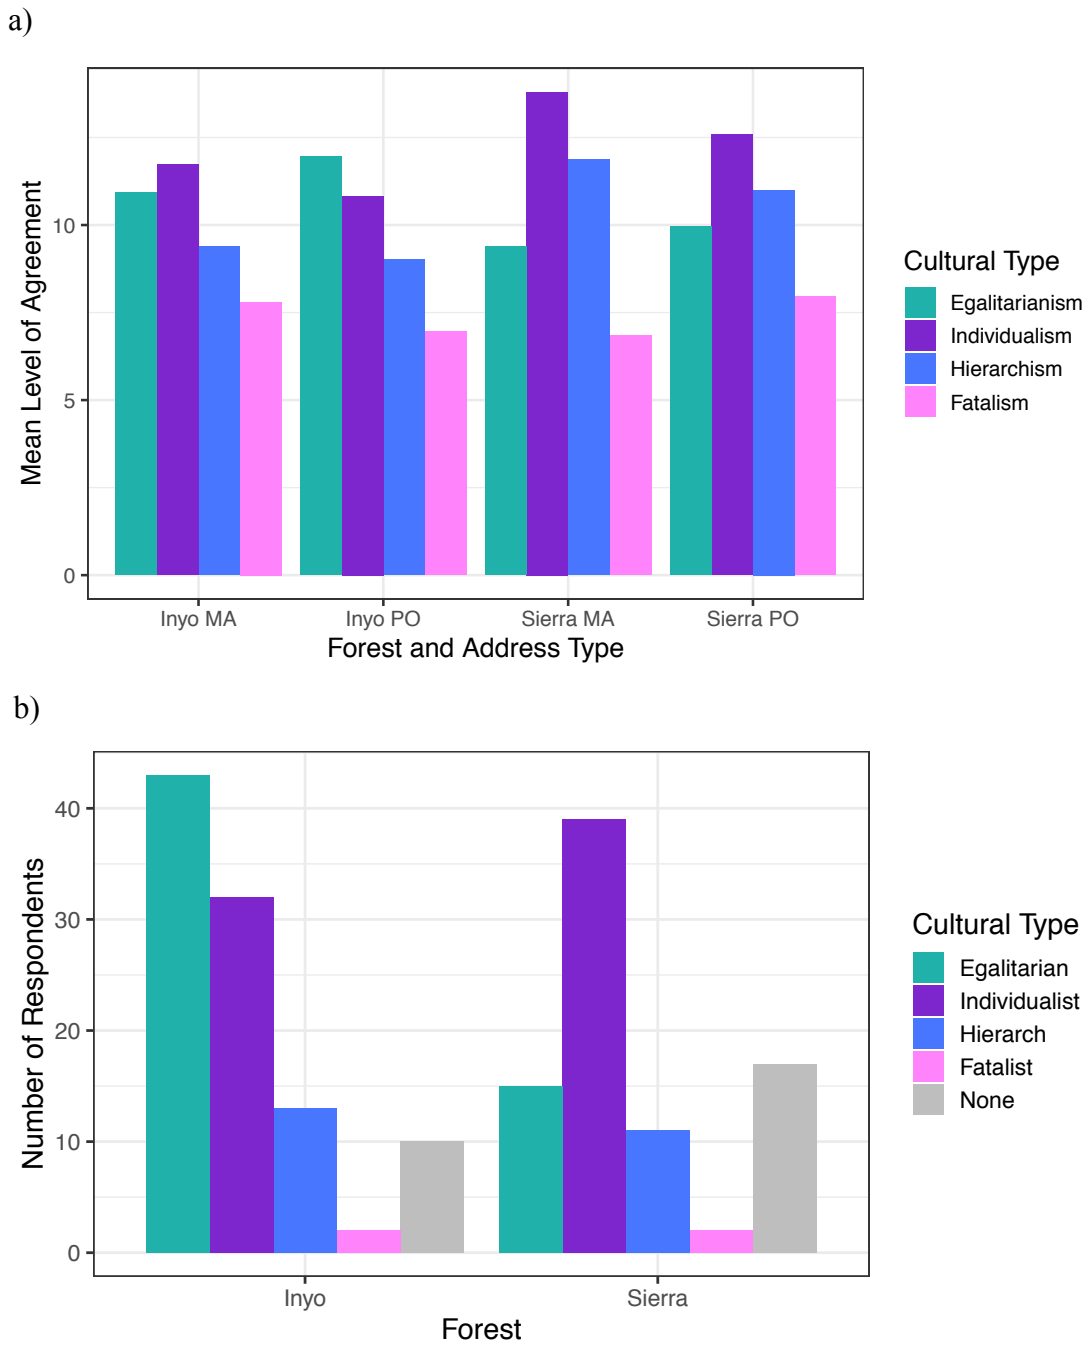 a)
Mean Level of Agreement
10
5
0
Inyo MA
Inyo PO
Sierra MA
Sierra PO
Forest and Address Type
Cultural Type
Egalitarianism
Individualism
Hierarchism
Fatalism
b)
Number of Respondents
40
30
20
10
0
Inyo
Sierra
Forest
Cultural Type
Egalitarian
Individualist
Hierarch
Fatalist
None